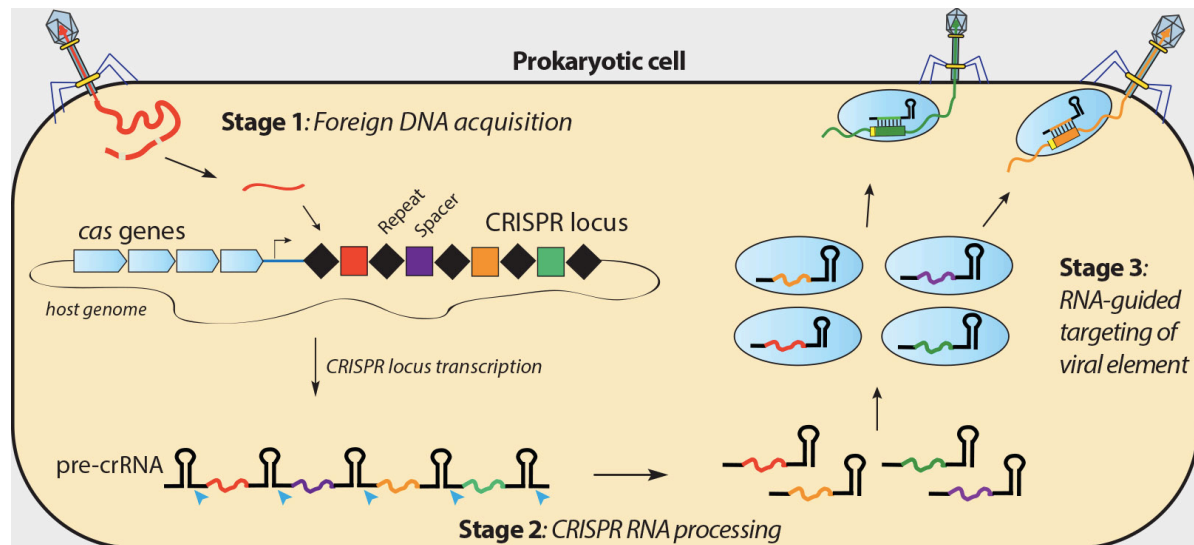 Prokaryotic cell
Stage 1: Foreign DNA acquisition
cas genes
Repeat
Spacer
CRISPR locus
host genome
CRISPR locus transcription
Stage 3:
RNA-guided
targeting of
viral element
pre-crRNA
Stage 2: CRISPR RNA processing